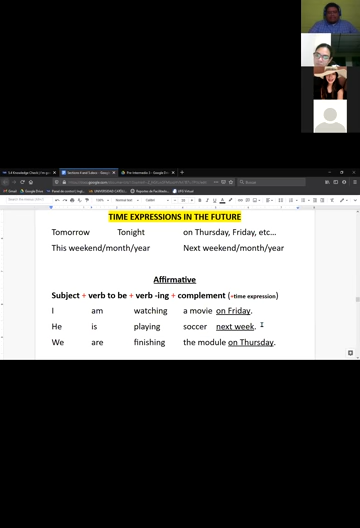 TIME EXPRESSIONS IN THE FUTURE
Tomorrow Tonight on Thursday, Friday, etc...
This weekend/month/year Next weekend/month/year
Affirmative
Subject + verb to be + verb -ing + complement (+time expression)
I am watching a movie on Friday.
He is playing soccer next week.
We are finishing the module on Thursday.